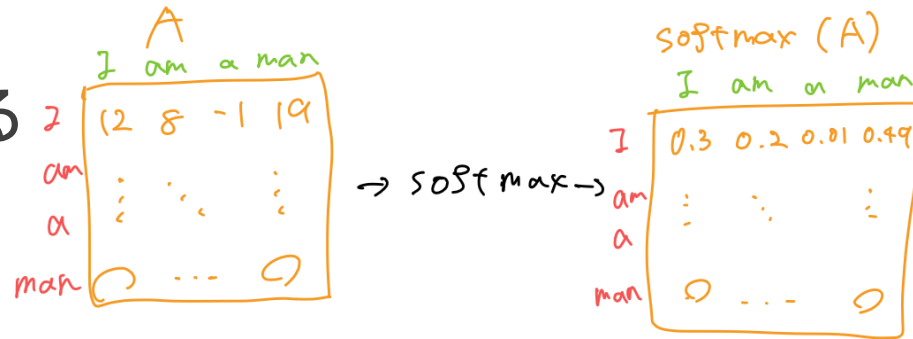 A
I am a man
3
I 12 8 -1 19
am
a
man
→ softmax →
softmax (A)
I am a man
I 0.3 0.2 0.01 0.49
am
a
man